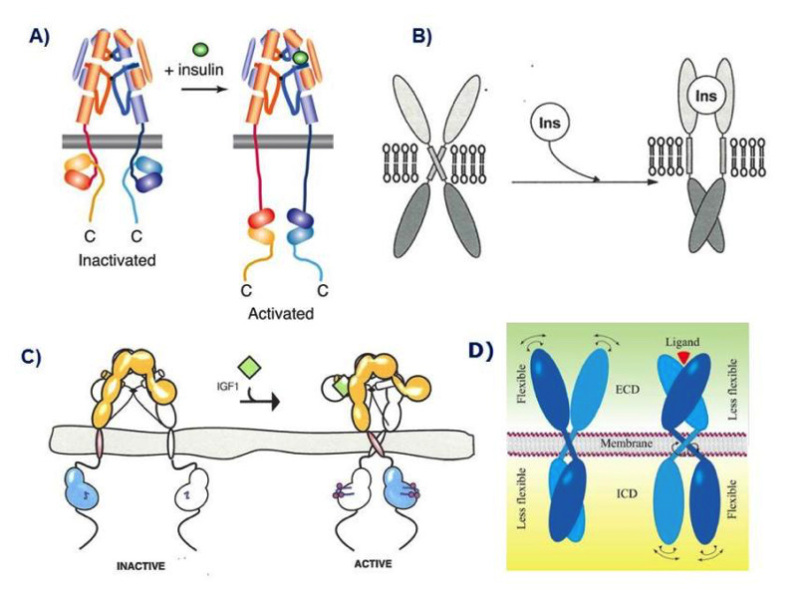 A)
+ insulin
C
C
Inactivated
C
C
Activated
B)
Ins
Ins
C)
IGF1
INACTIVE
ACTIVE
D)
Ligand
Flexible
ECD
Less flexible
Membrane
Less flexible
ICD
Flexible